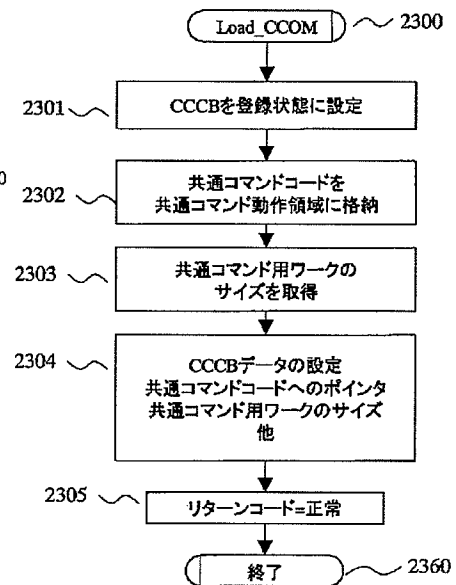 Load_CCOM
2300
2301
CCCBを登録状態に設定
0
2302
共通コマンドコードを
共通コマンド動作領域に格納
2303
共通コマンド用ワークの
サイズを取得
2304
CCCBデータの設定
共通コマンドコードへのポインタ
共通コマンド用ワークのサイズ
他
2305
リターンコード=正常
終了
2360